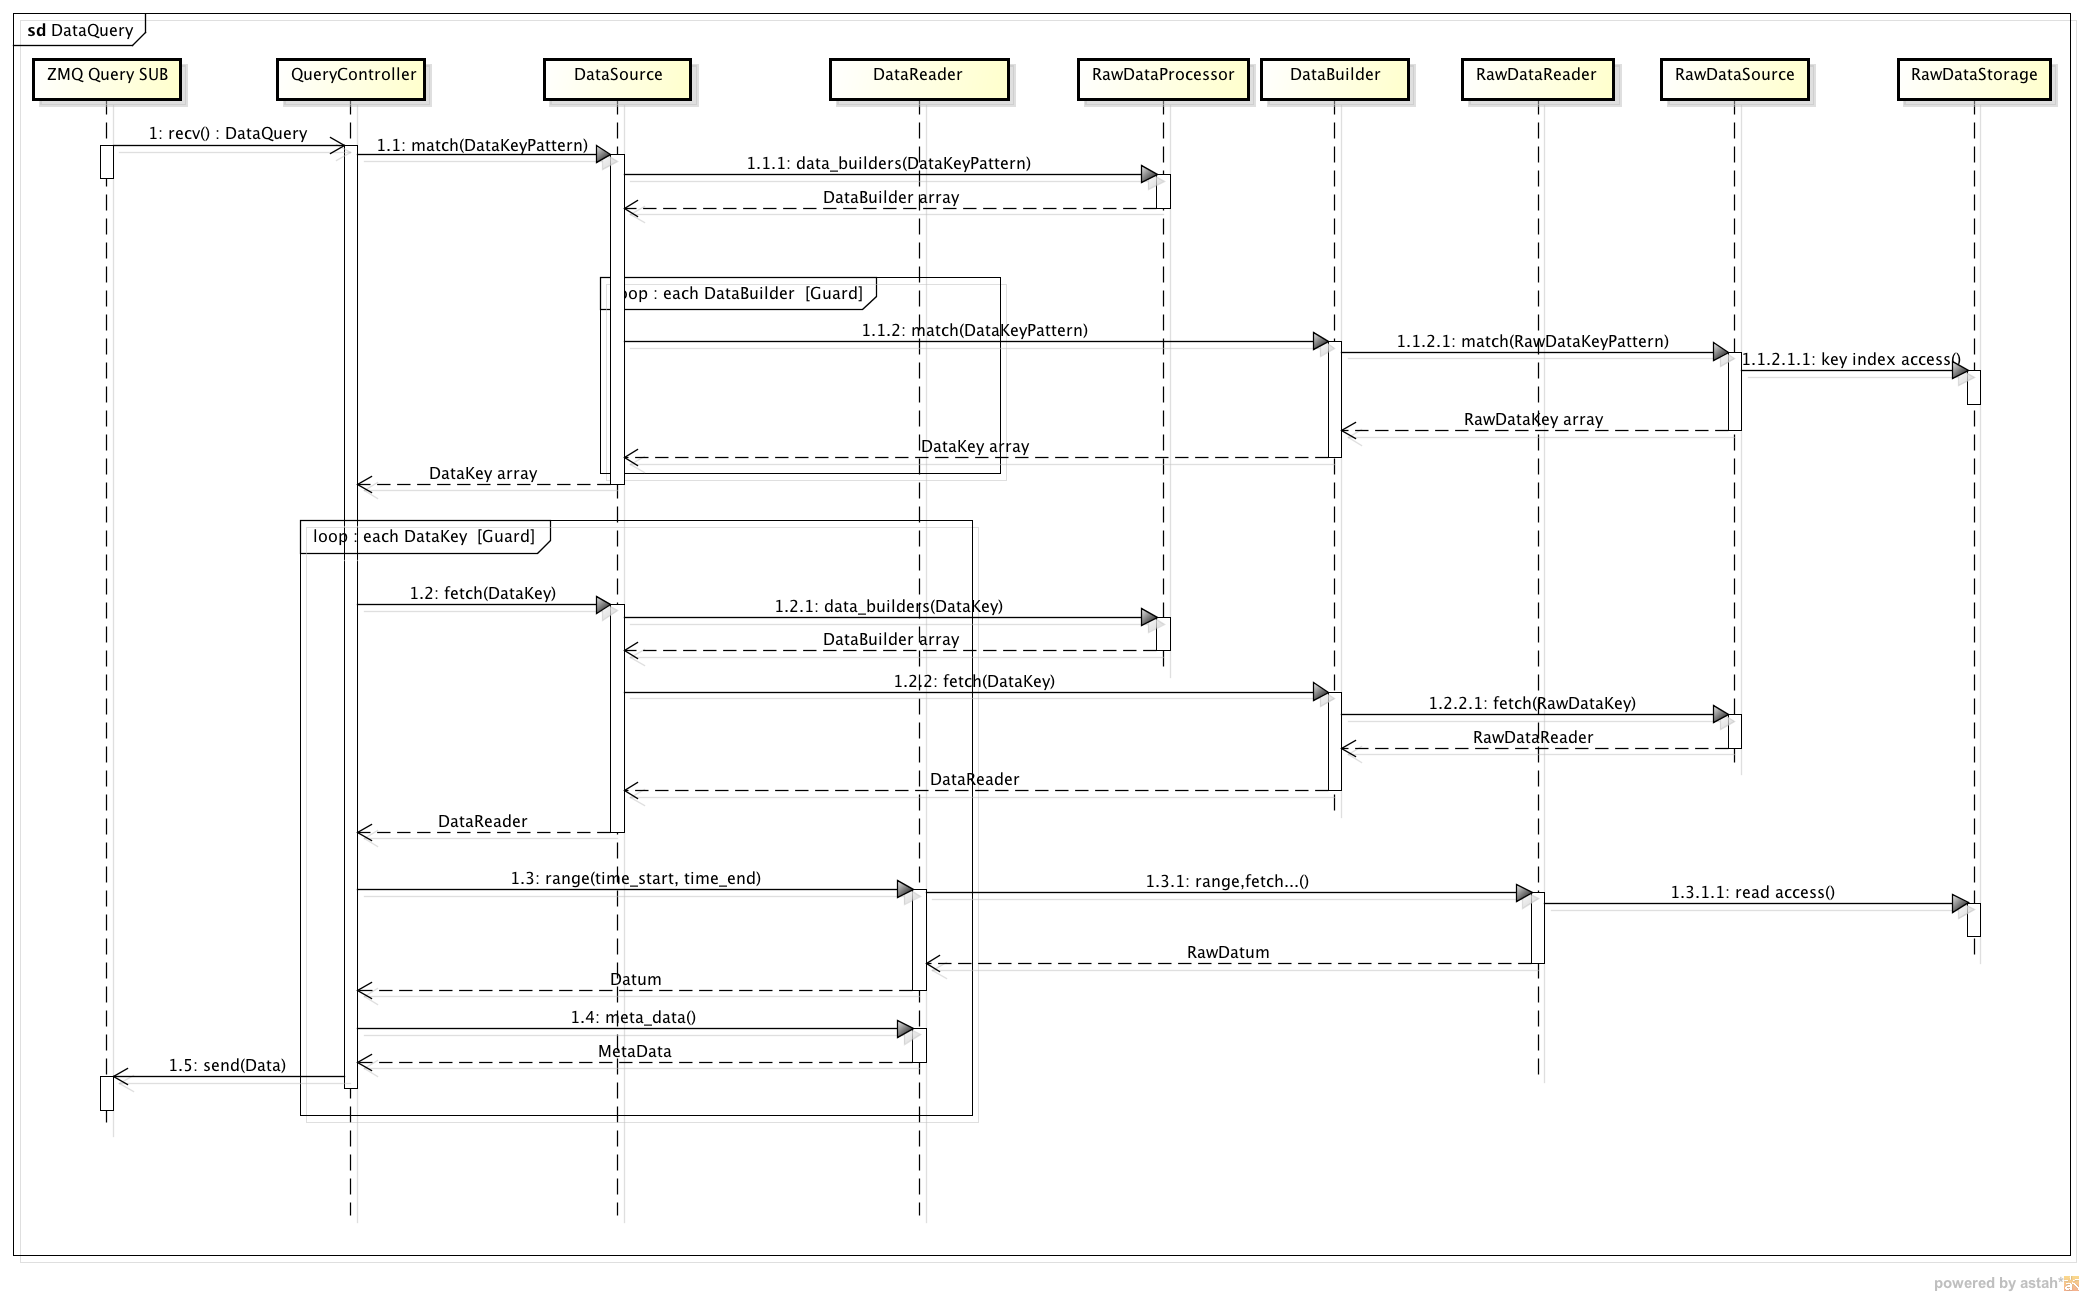 sd DataQuery
ZMQ Query SUB
QueryController
DataSource
DataReader
RawDataProcessor
DataBuilder
RawDataReader
RawDataSource
RawDataStorage
1: recv() : DataQuery
1.1: match(DataKeyPattern)
1.1.1: data_builders(DataKeyPattern)
DataBuilder array
oop : each DataBuilder [Guard]
1.1.2: match(DataKeyPattern)
1.1.2.1: match(RawDataKeyPattern)
1.1.2.1.1: key index access()
RawDataKey array
DataKey array
DataKey array
loop : each DataKey [Guard]
1.2: fetch(DataKey)
1.2.1: data_builders(DataKey)
DataBuilder array
1.2.2: fetch(DataKey)
1.2.2.1: fetch(RawDataKey)
RawDataReader
DataReader
DataReader
1.3: range(time_start, time_end)
1.3.1: range,fetch...()
1.3.1.1: read access()
RawDatum
Datum
1.4: meta_data()
MetaData
1.5: send(Data)
powered by astah*